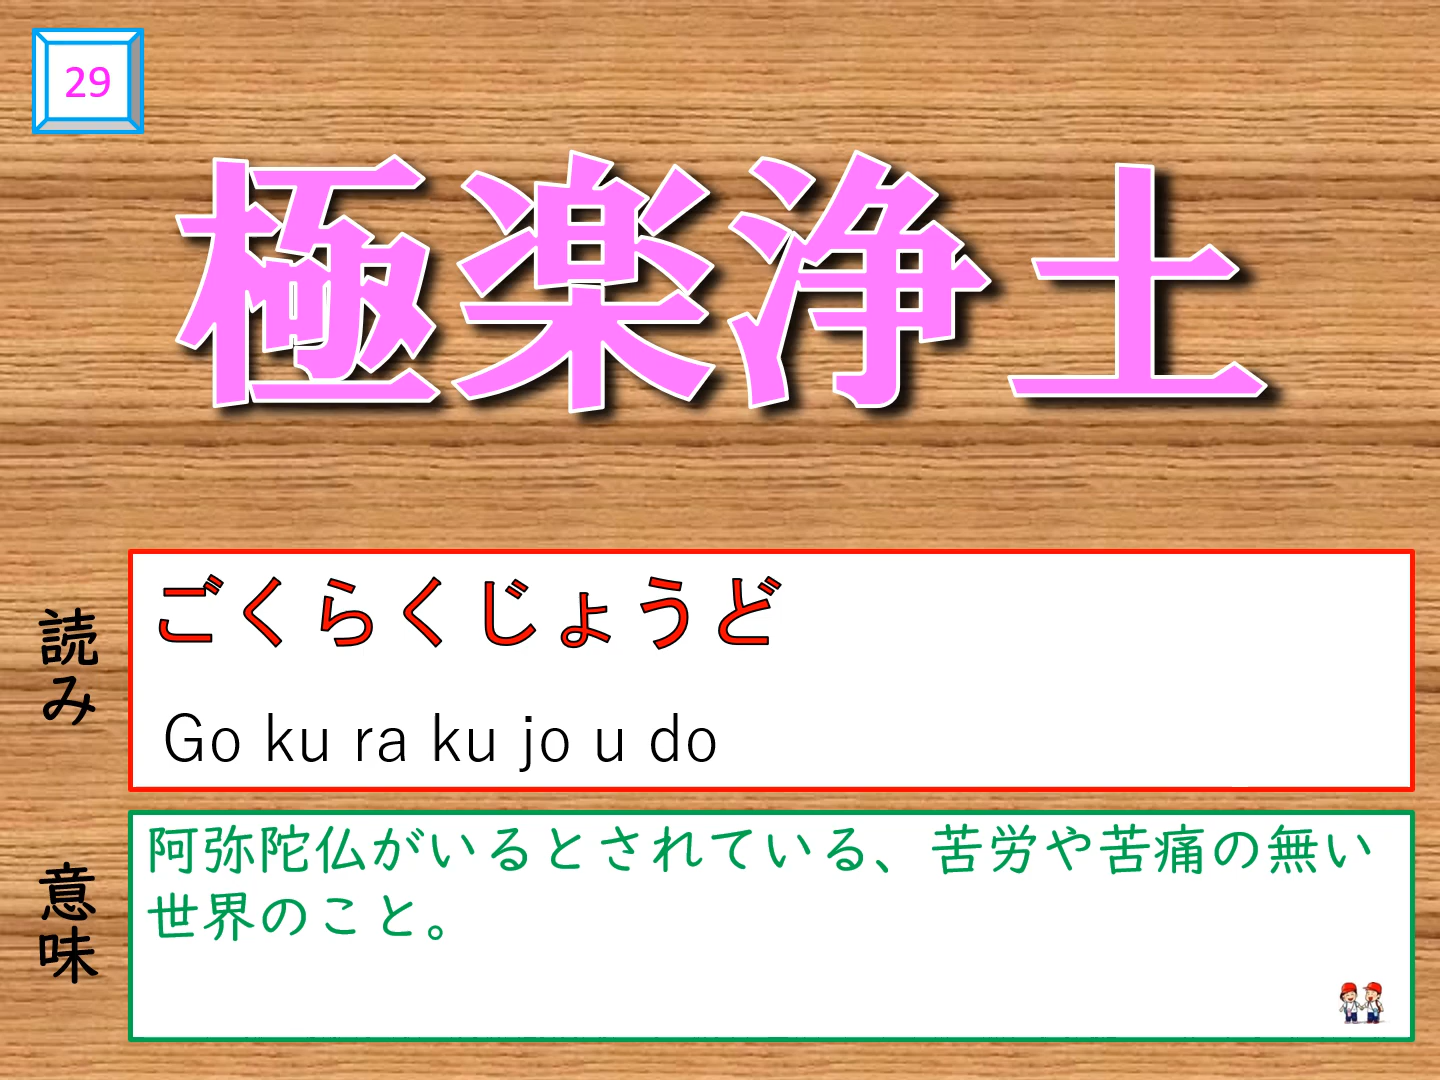 29
極楽浄土
読み
ごくらくじょうど
Go ku ra ku jo u do
意味
阿弥陀仏がいるとされている、苦労や苦痛の無い
世界のこと。